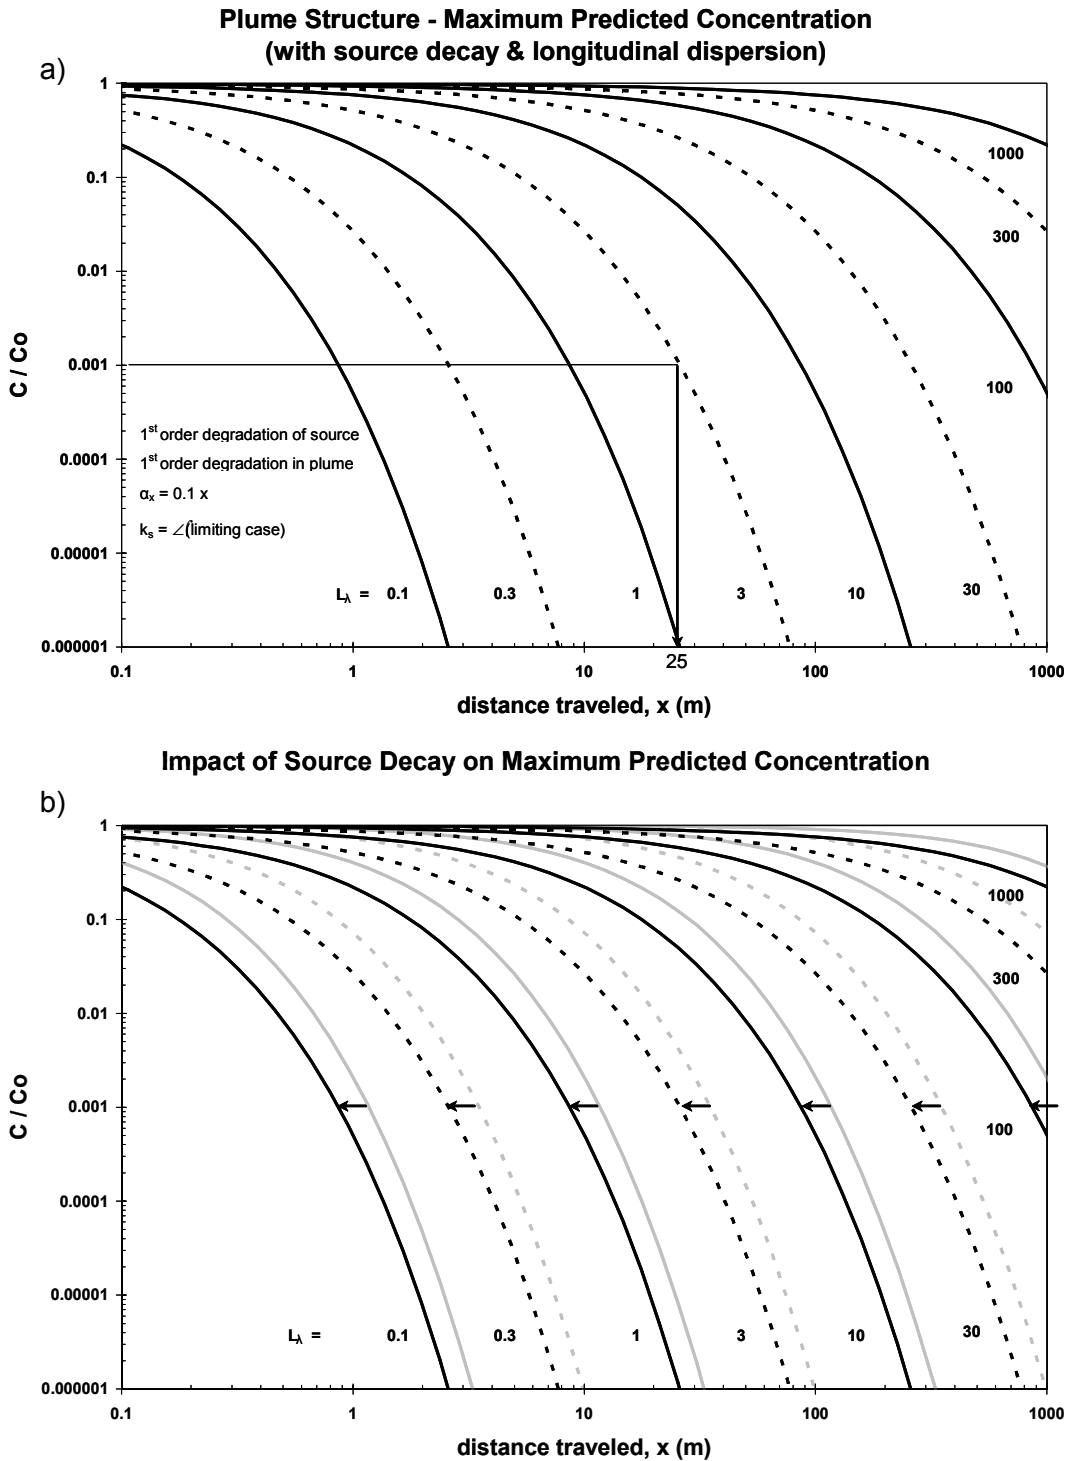 Plume Structure - Maximum Predicted Concentration
(with source decay & longitudinal dispersion)
a)
1
0.1
0.01
0.001
0.0001
0.00001
0.000001
C / Co
1000
300
100
1st order degradation of source
1st order degradation in plume
αx = 0.1 x
ks = ∠(limiting case)
Lλ = 0.1 0.3 1 3 10 30
0.1 1 10 25 100 1000
distance traveled, x (m)
Impact of Source Decay on Maximum Predicted Concentration
b)
1
0.1
0.01
0.001
0.0001
0.00001
0.000001
C / Co
1000
300
100
Lλ = 0.1 0.3 1 3 10 30
0.1 1 10 100 1000
distance traveled, x (m)